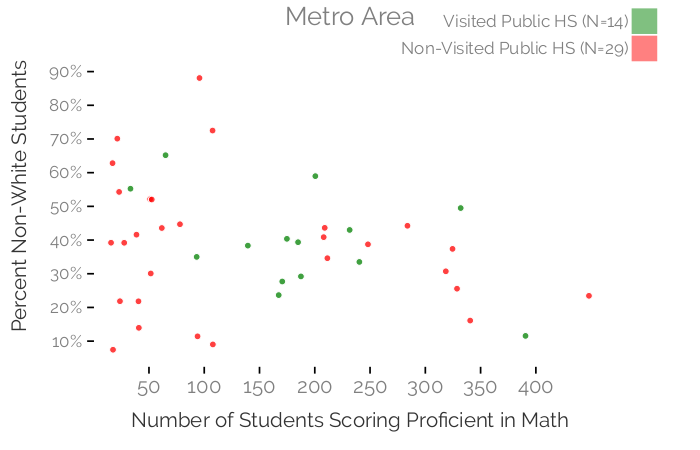 Metro Area
Visited Public HS (N=14)
Non-Visited Public HS (N=29)
Percent Non-White Students
90%
80%
70%
60%
50%
40%
30%
20%
10%
50 100 150 200 250 300 350 400
Number of Students Scoring Proficient in Math